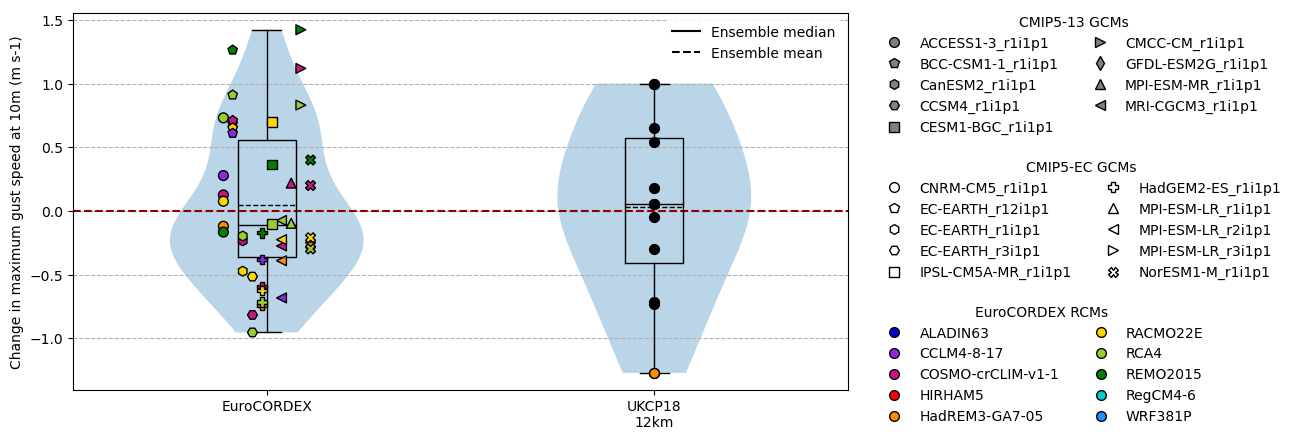 Change in maximum gust speed at 10m (m s-1)
1.5
1.0
0.5
0.0
−0.5
−1.0
EuroCORDEX
UKCP18
12km
Ensemble median
Ensemble mean
CMIP5-13 GCMs
ACCESS1-3_r1i1p1
BCC-CSM1-1_r1i1p1
CanESM2_r1i1p1
CCSM4_r1i1p1
CESM1-BGC_r1i1p1
CMCC-CM_r1i1p1
GFDL-ESM2G_r1i1p1
MPI-ESM-MR_r1i1p1
MRI-CGCM3_r1i1p1
CMIP5-EC GCMs
CNRM-CM5_r1i1p1
EC-EARTH_r12i1p1
EC-EARTH_r1i1p1
EC-EARTH_r3i1p1
IPSL-CM5A-MR_r1i1p1
HadGEM2-ES_r1i1p1
MPI-ESM-LR_r1i1p1
MPI-ESM-LR_r2i1p1
MPI-ESM-LR_r3i1p1
NorESM1-M_r1i1p1
EuroCORDEX RCMs
ALADIN63
CCLM4-8-17
COSMO-crCLIM-v1-1
HIRHAM5
HadREM3-GA7-05
RACMO22E
RCA4
REMO2015
RegCM4-6
WRF381P